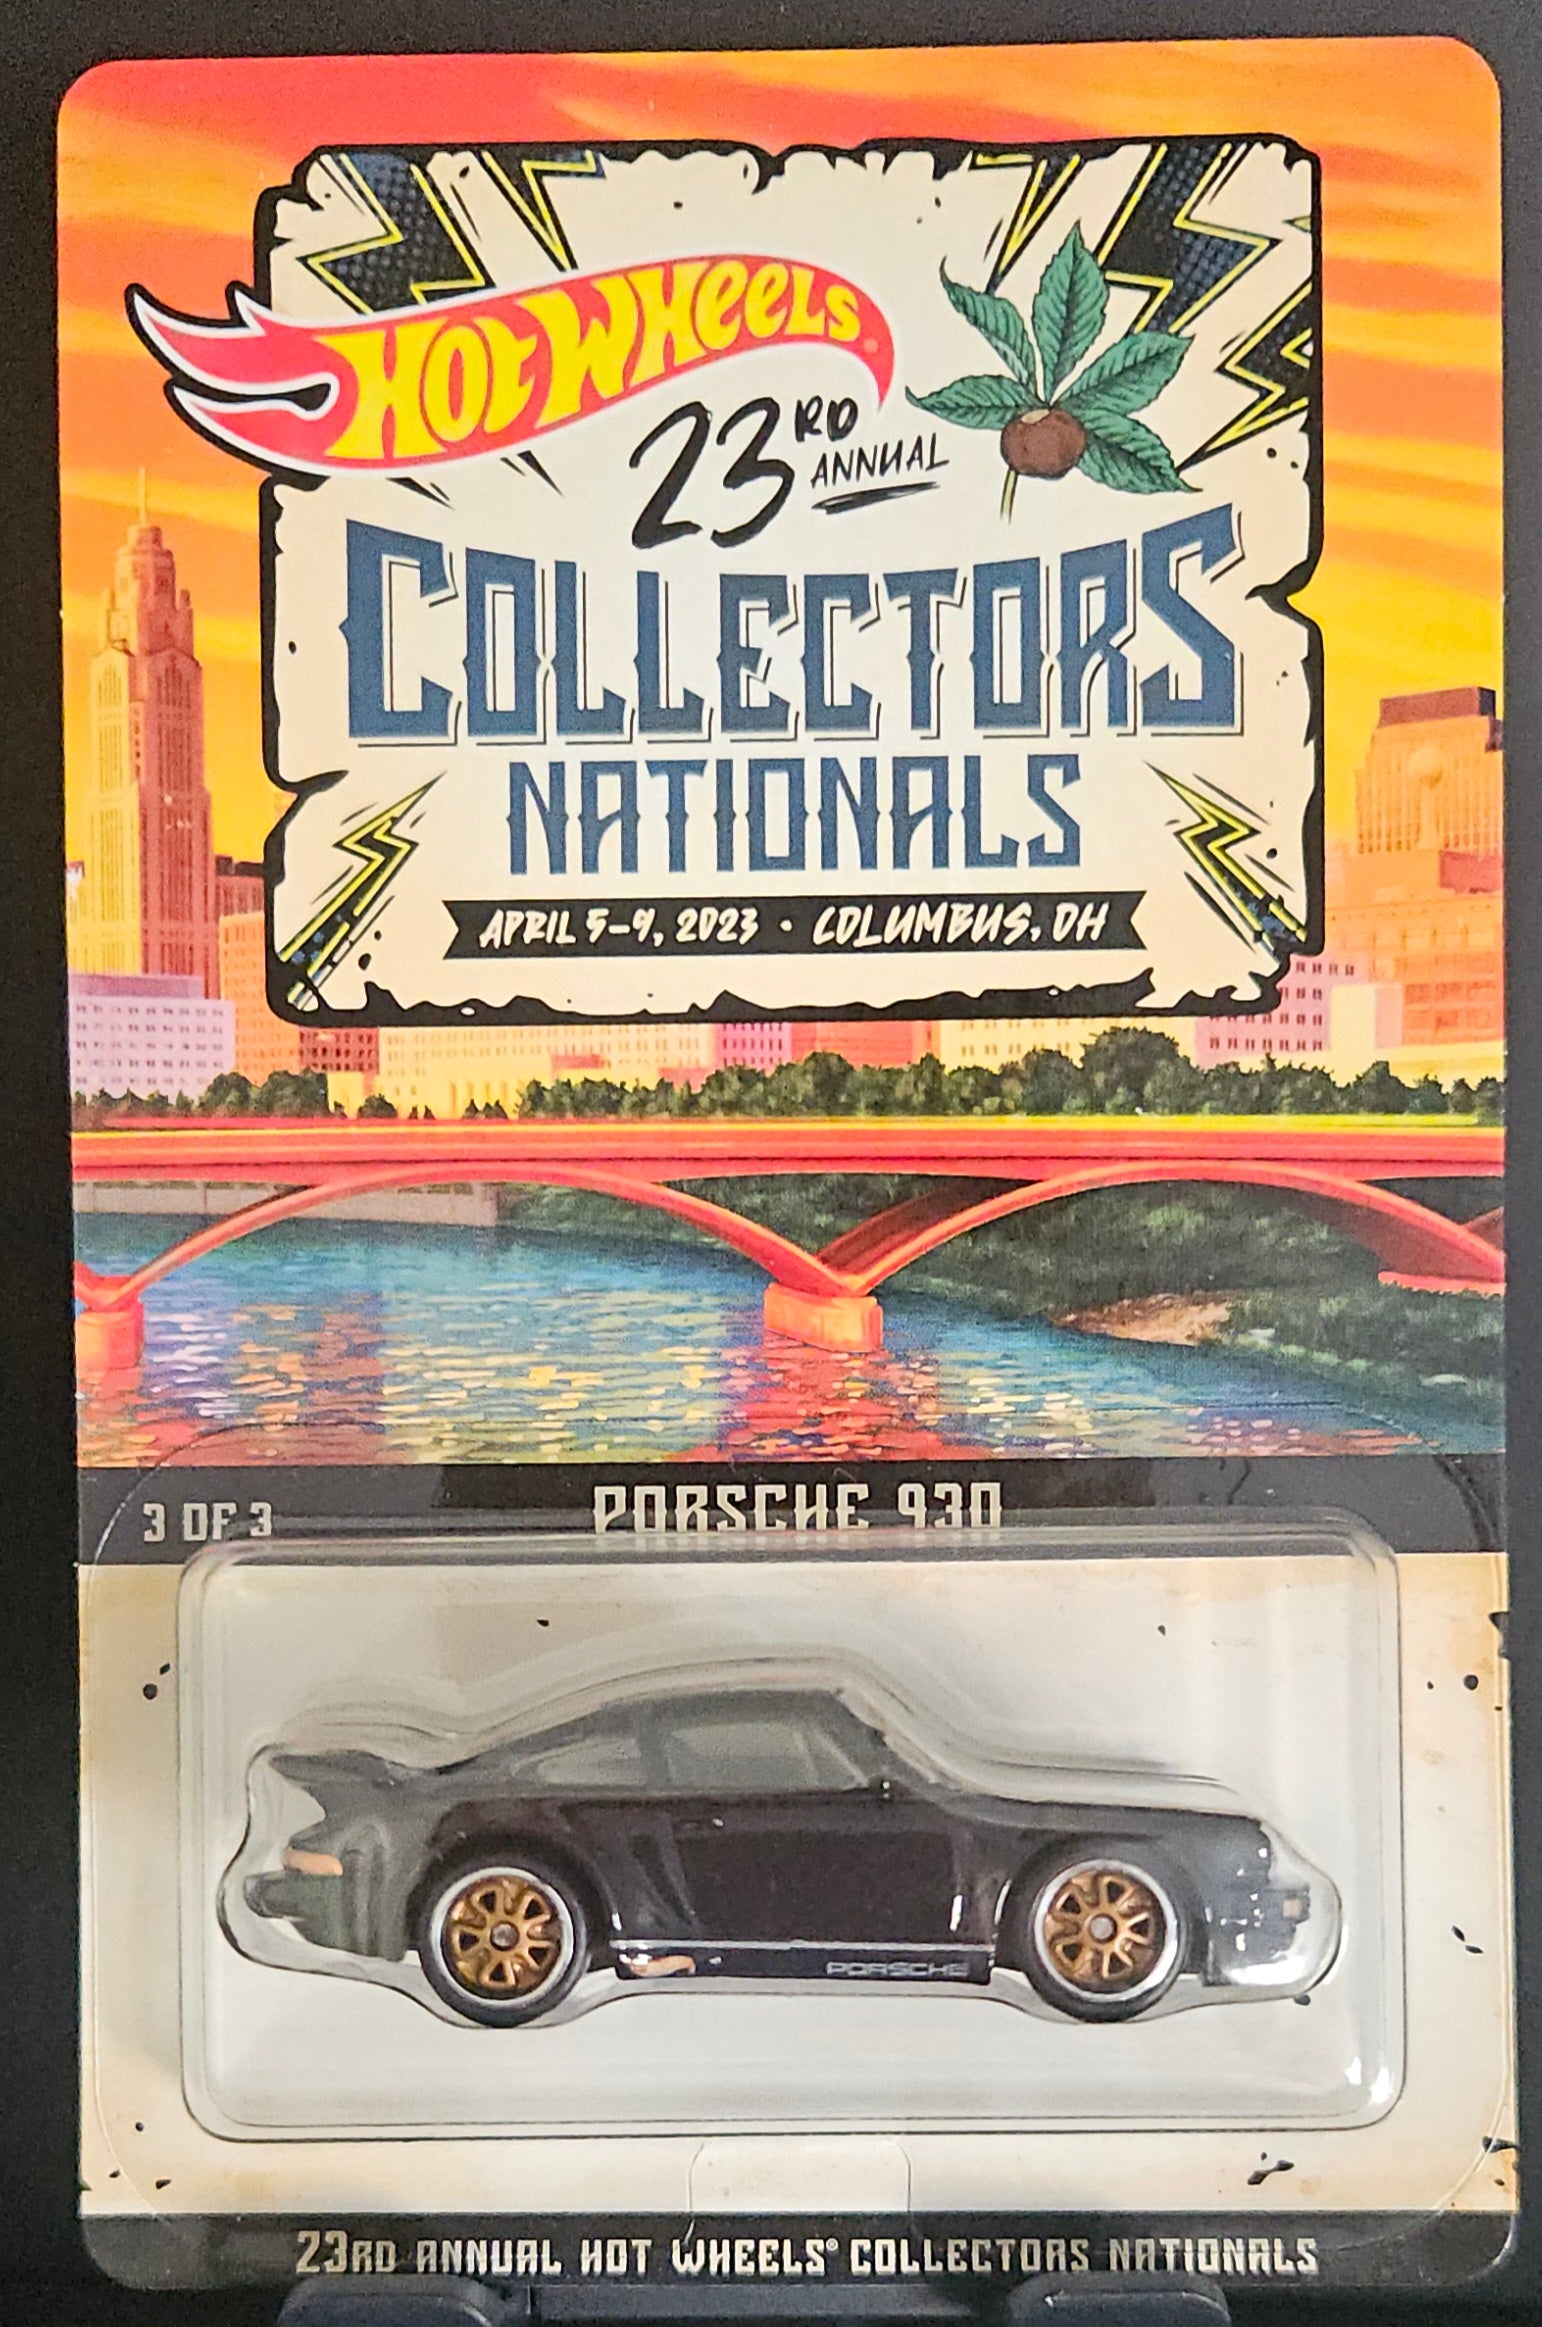 HOT WHEELS
23RD
ANNUAL
COLLECTORS
NATIONALS
APRIL 5-9, 2023 · COLUMBUS, OH
3 OF 3
PORSCHE 930
PORSCHE
23RD ANNUAL HOT WHEELS® COLLECTORS NATIONALS